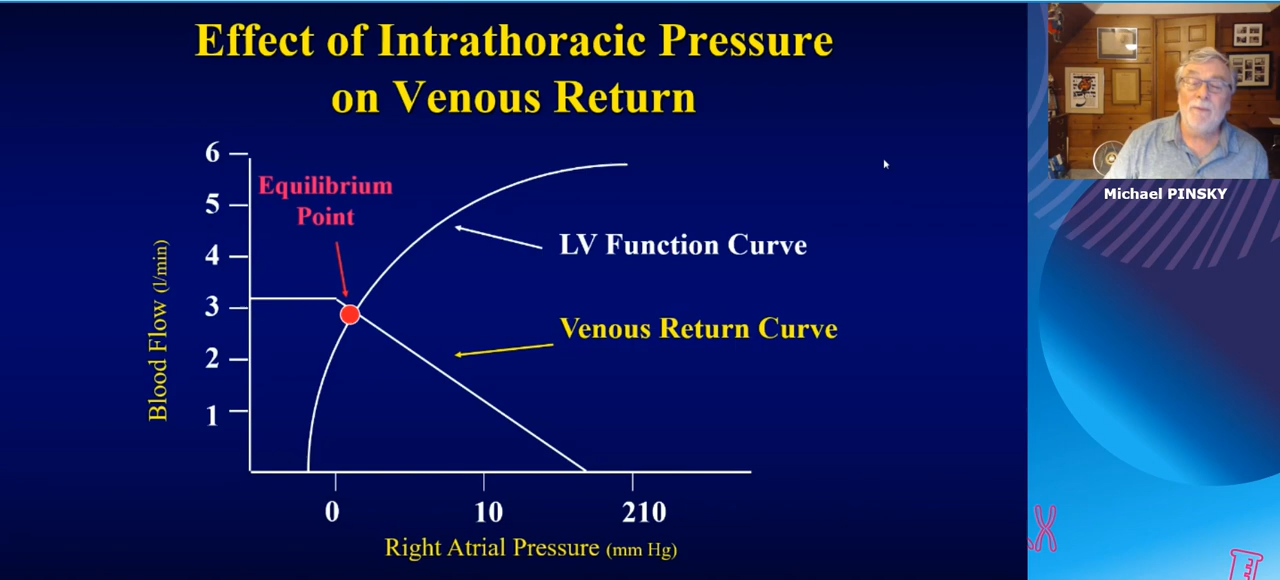 Effect of Intrathoracic Pressure
on Venous Return
6
5
4
3
2
1
Blood Flow (l/min)
Equilibrium
Point
LV Function Curve
Venous Return Curve
0 10 210
Right Atrial Pressure (mm Hg)
Michael PINSKY